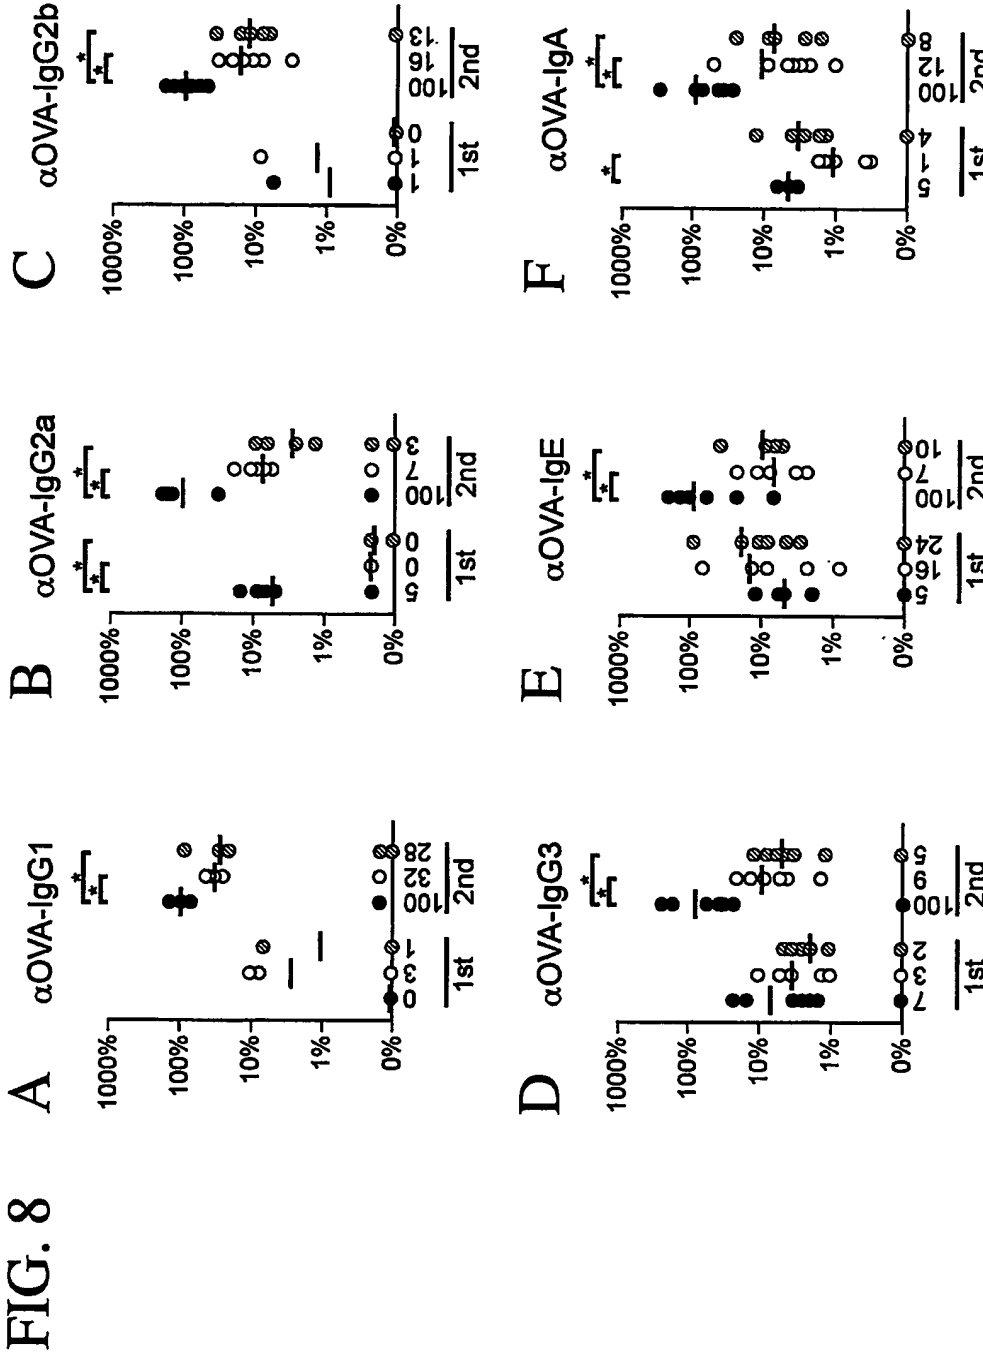 FIG. 8
A
αOVA-IgG1
* *
1000%
100%
10%
1%
0%
0 3 1 100 32 28
1st 2nd
B
αOVA-IgG2a
* * * *
1000%
100%
10%
1%
0%
5 0 0 100 7 3
1st 2nd
C
αOVA-IgG2b
* *
1000%
100%
10%
1%
0%
1 1 0 100 16 13
1st 2nd
D
αOVA-IgG3
* *
1000%
100%
10%
1%
0%
7 3 2 100 9 5
1st 2nd
E
αOVA-IgE
* *
1000%
100%
10%
1%
0%
5 16 24 100 7 10
1st 2nd
F
αOVA-IgA
* * *
1000%
10%
1%
0%
5 1 4 100 12 8
1st 2nd